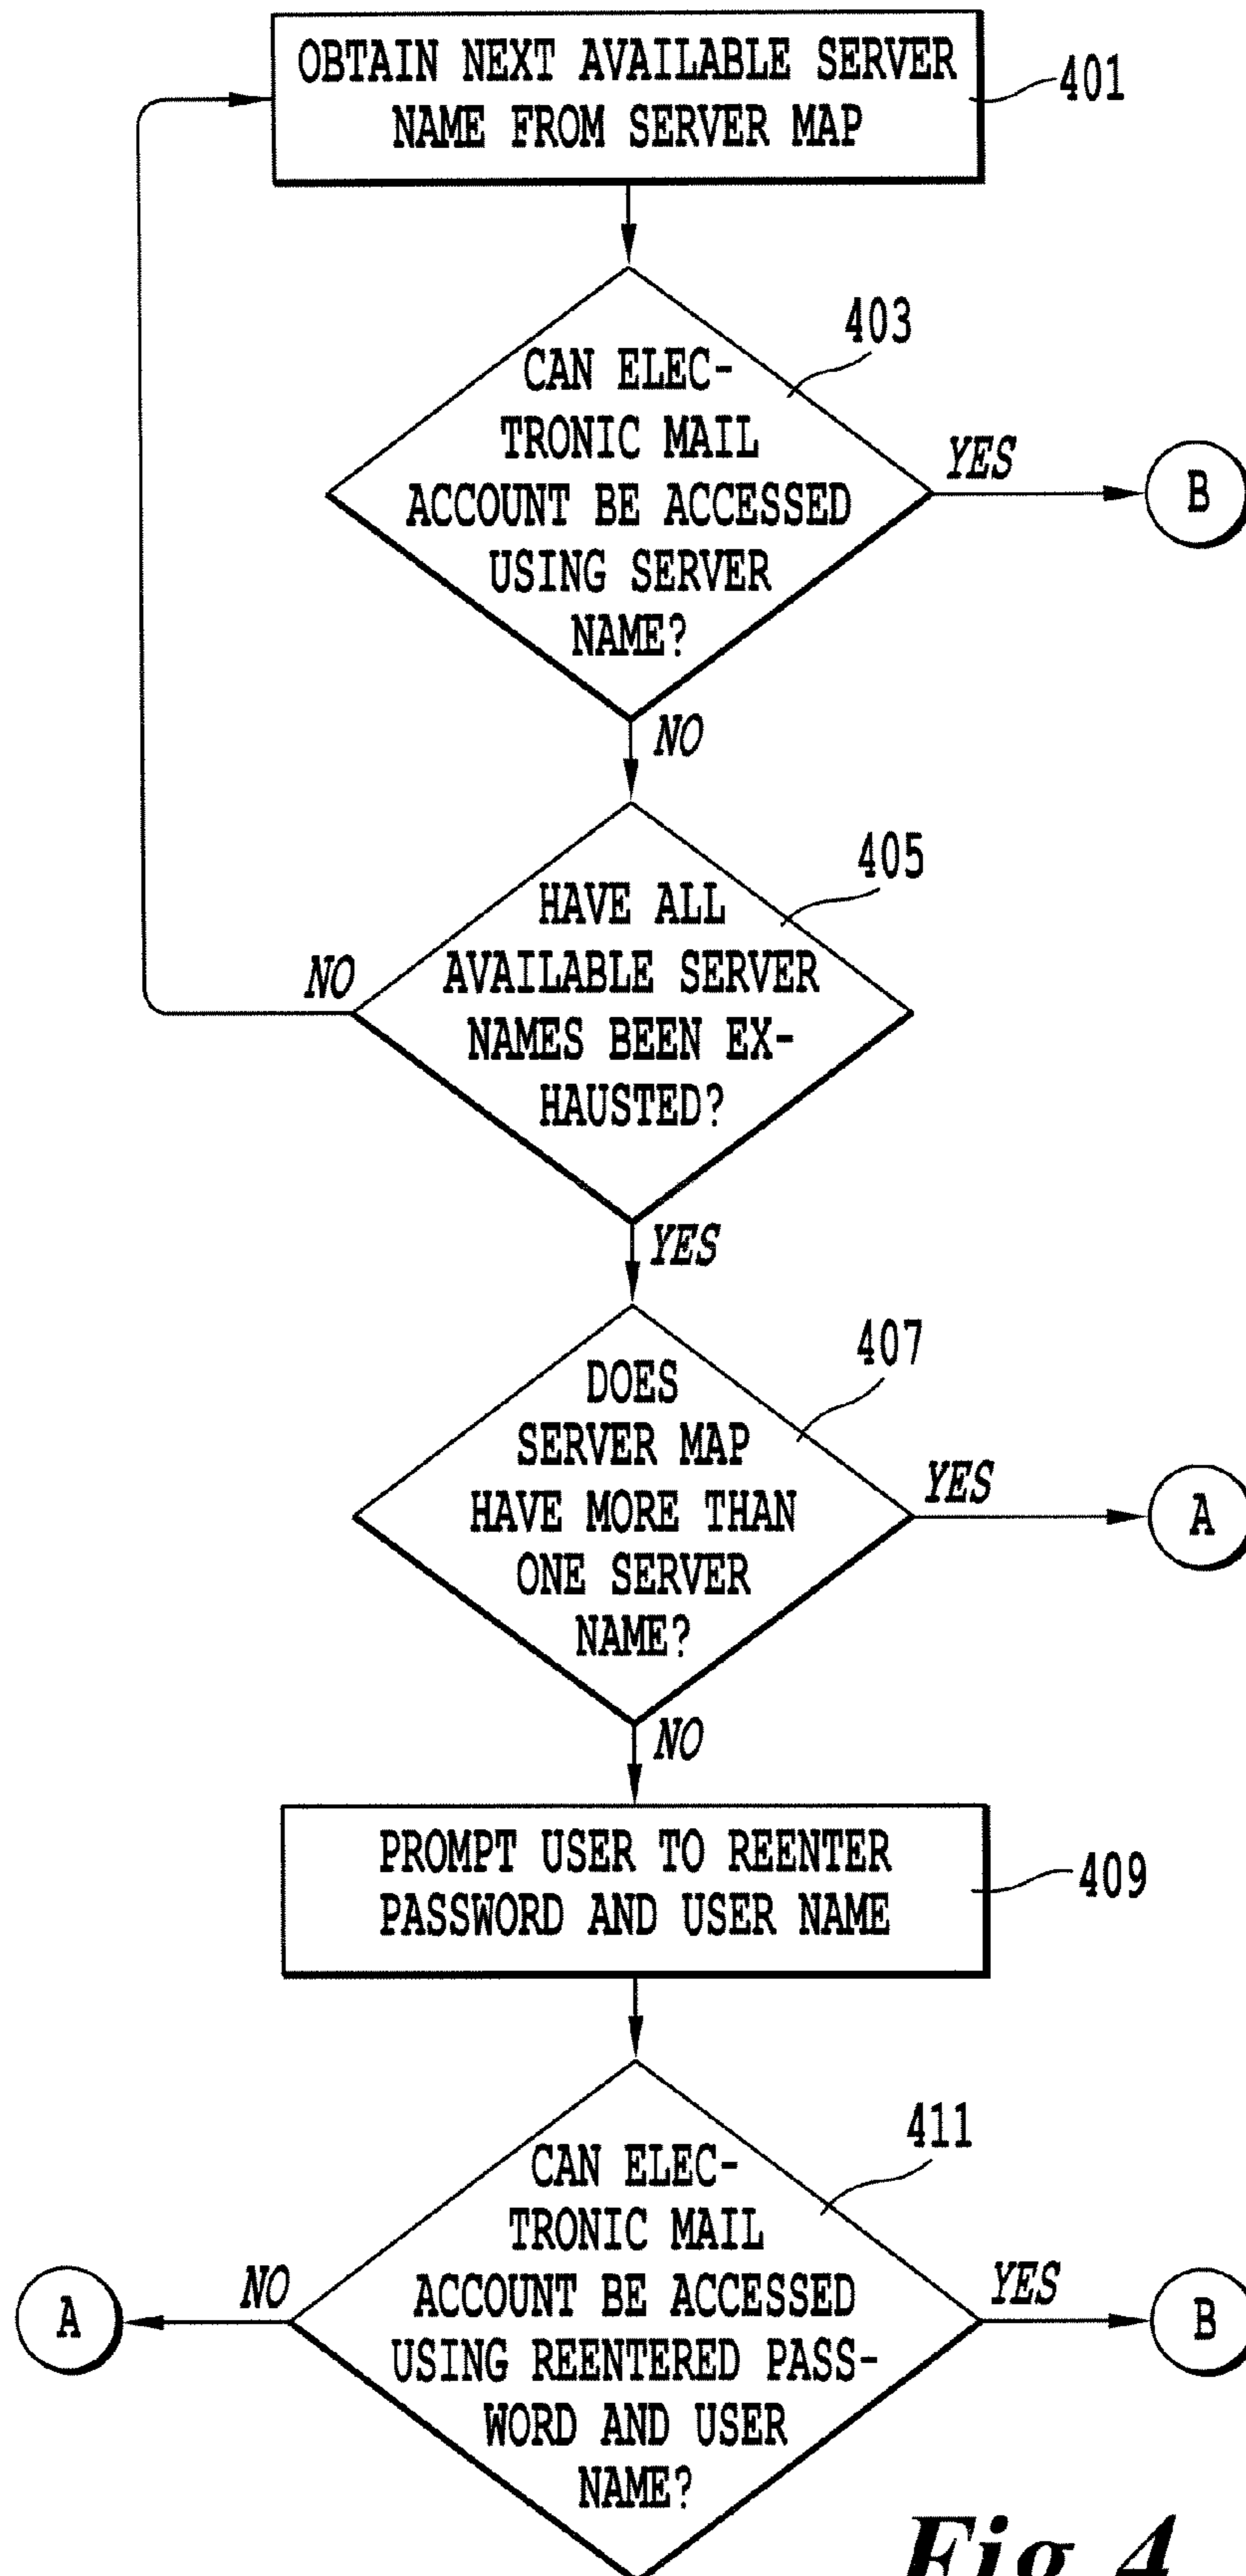 OBTAIN NEXT AVAILABLE SERVER
NAME FROM SERVER MAP
401
403
CAN ELEC-
TRONIC MAIL
ACCOUNT BE ACCESSED
USING SERVER
NAME?
YES
B
NO
405
HAVE ALL
AVAILABLE SERVER
NAMES BEEN EX-
HAUSTED?
NO
YES
407
DOES
SERVER MAP
HAVE MORE THAN
ONE SERVER
NAME?
YES
A
NO
PROMPT USER TO REENTER
PASSWORD AND USER NAME
409
411
CAN ELEC-
TRONIC MAIL
ACCOUNT BE ACCESSED
USING REENTERED PASS-
WORD AND USER
NAME?
NO
A
YES
B
Fig 4